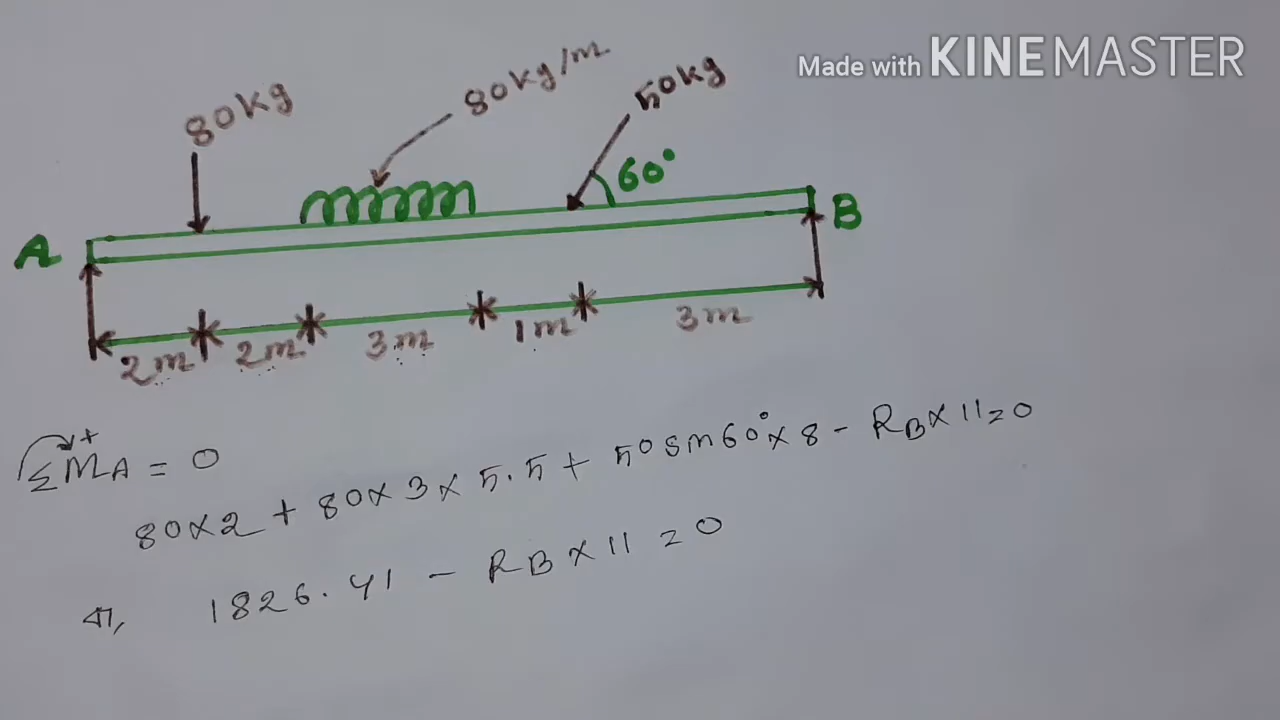 Made with KINEMASTER
80kg
80kg/m
50kg
60°
A
B
2m
2m
3m
1m
3m
+
ΣMA = 0
80×2 + 80×3×5.5 + 50sin60°×8 - RB×11=0
বা, 1826.41 - RB×11 =0